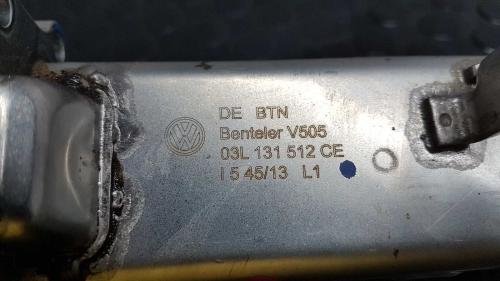 DE BTN
Benteler V505
03L 131 512 CE
I 5 45/13 L1